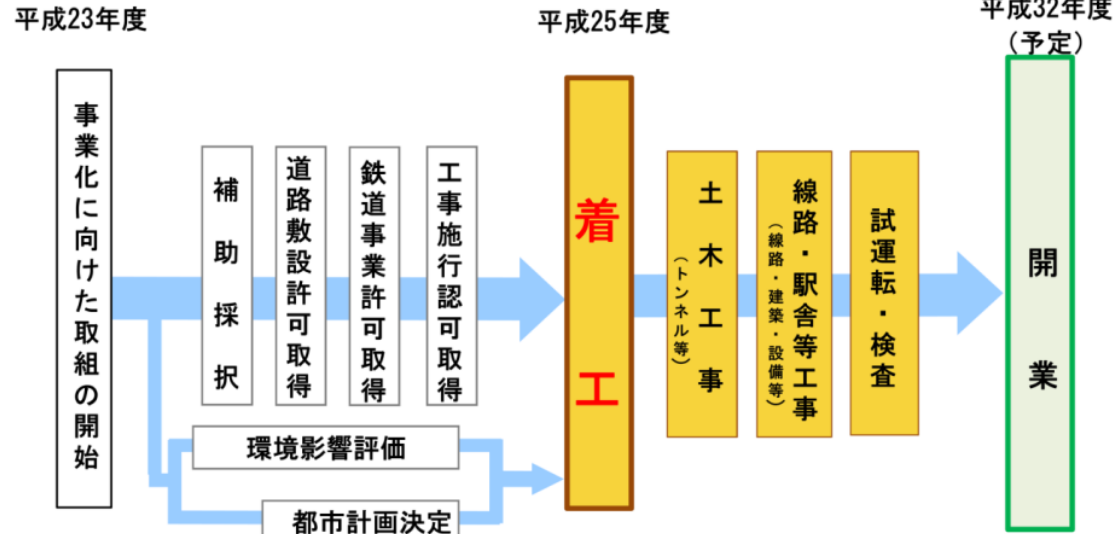 平成23年度
平成25年度
平成32年度
(予定)
事業化に向けた取組の開始
補助採択
道路敷設許可取得
鉄道事業許可取得
工事施行認可取得
環境影響評価
都市計画決定
着工
土木工事
(トンネル等)
線路・駅舎等工事
(線路・建築・設備等)
試運転・検査
開業